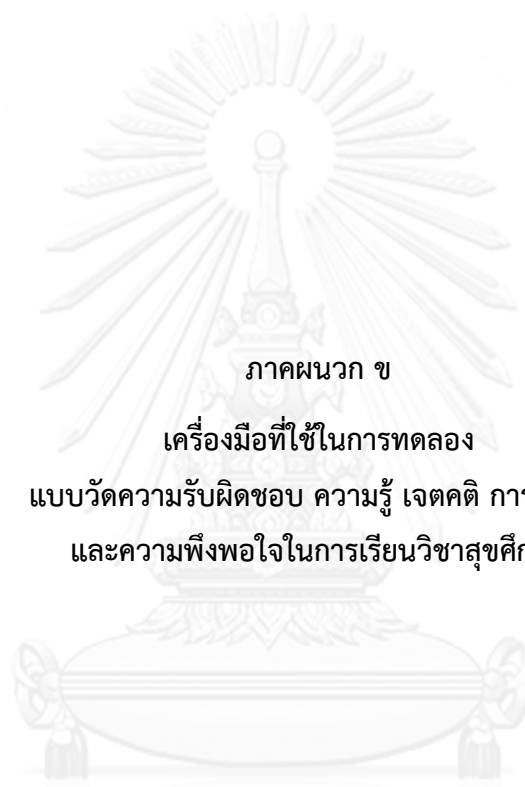 ภาคผนวก ข
เครื่องมือที่ใช้ในการทดลอง
แบบวัดความรับผิดชอบ ความรู้ เจตคติ
และความพึงพอใจในการเรียนวิชา